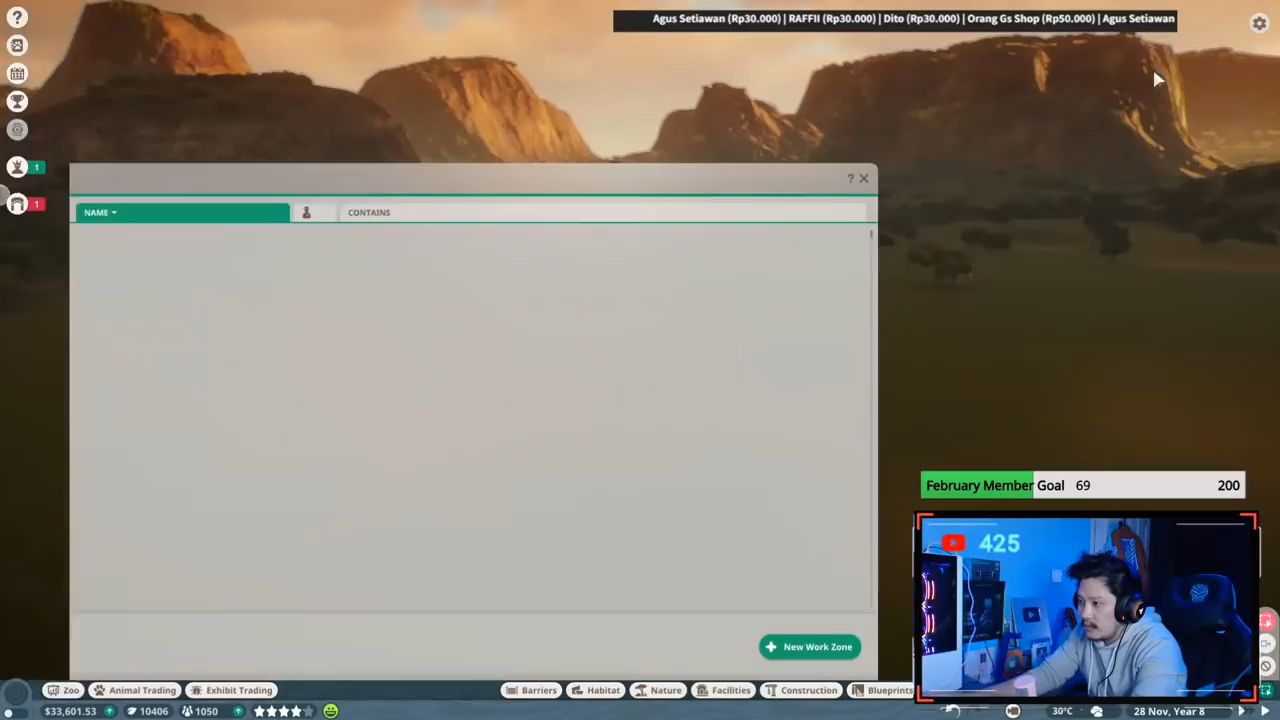 Agus Setiawan (Rp30.000) | RAFFII (Rp30.000) | Dito (Rp30.000) | Orang Gs Shop (Rp50.000) | Agus Setiawan
?
1
1
? ✕
NAME
CONTAINS
February Member Goal 69 200
425
New Work Zone
Zoo Animal Trading Exhibit Trading Barriers Habitat Nature Facilities Construction Blueprints
$33,601.53 10406 1050 30°C 28 Nov, Year 8